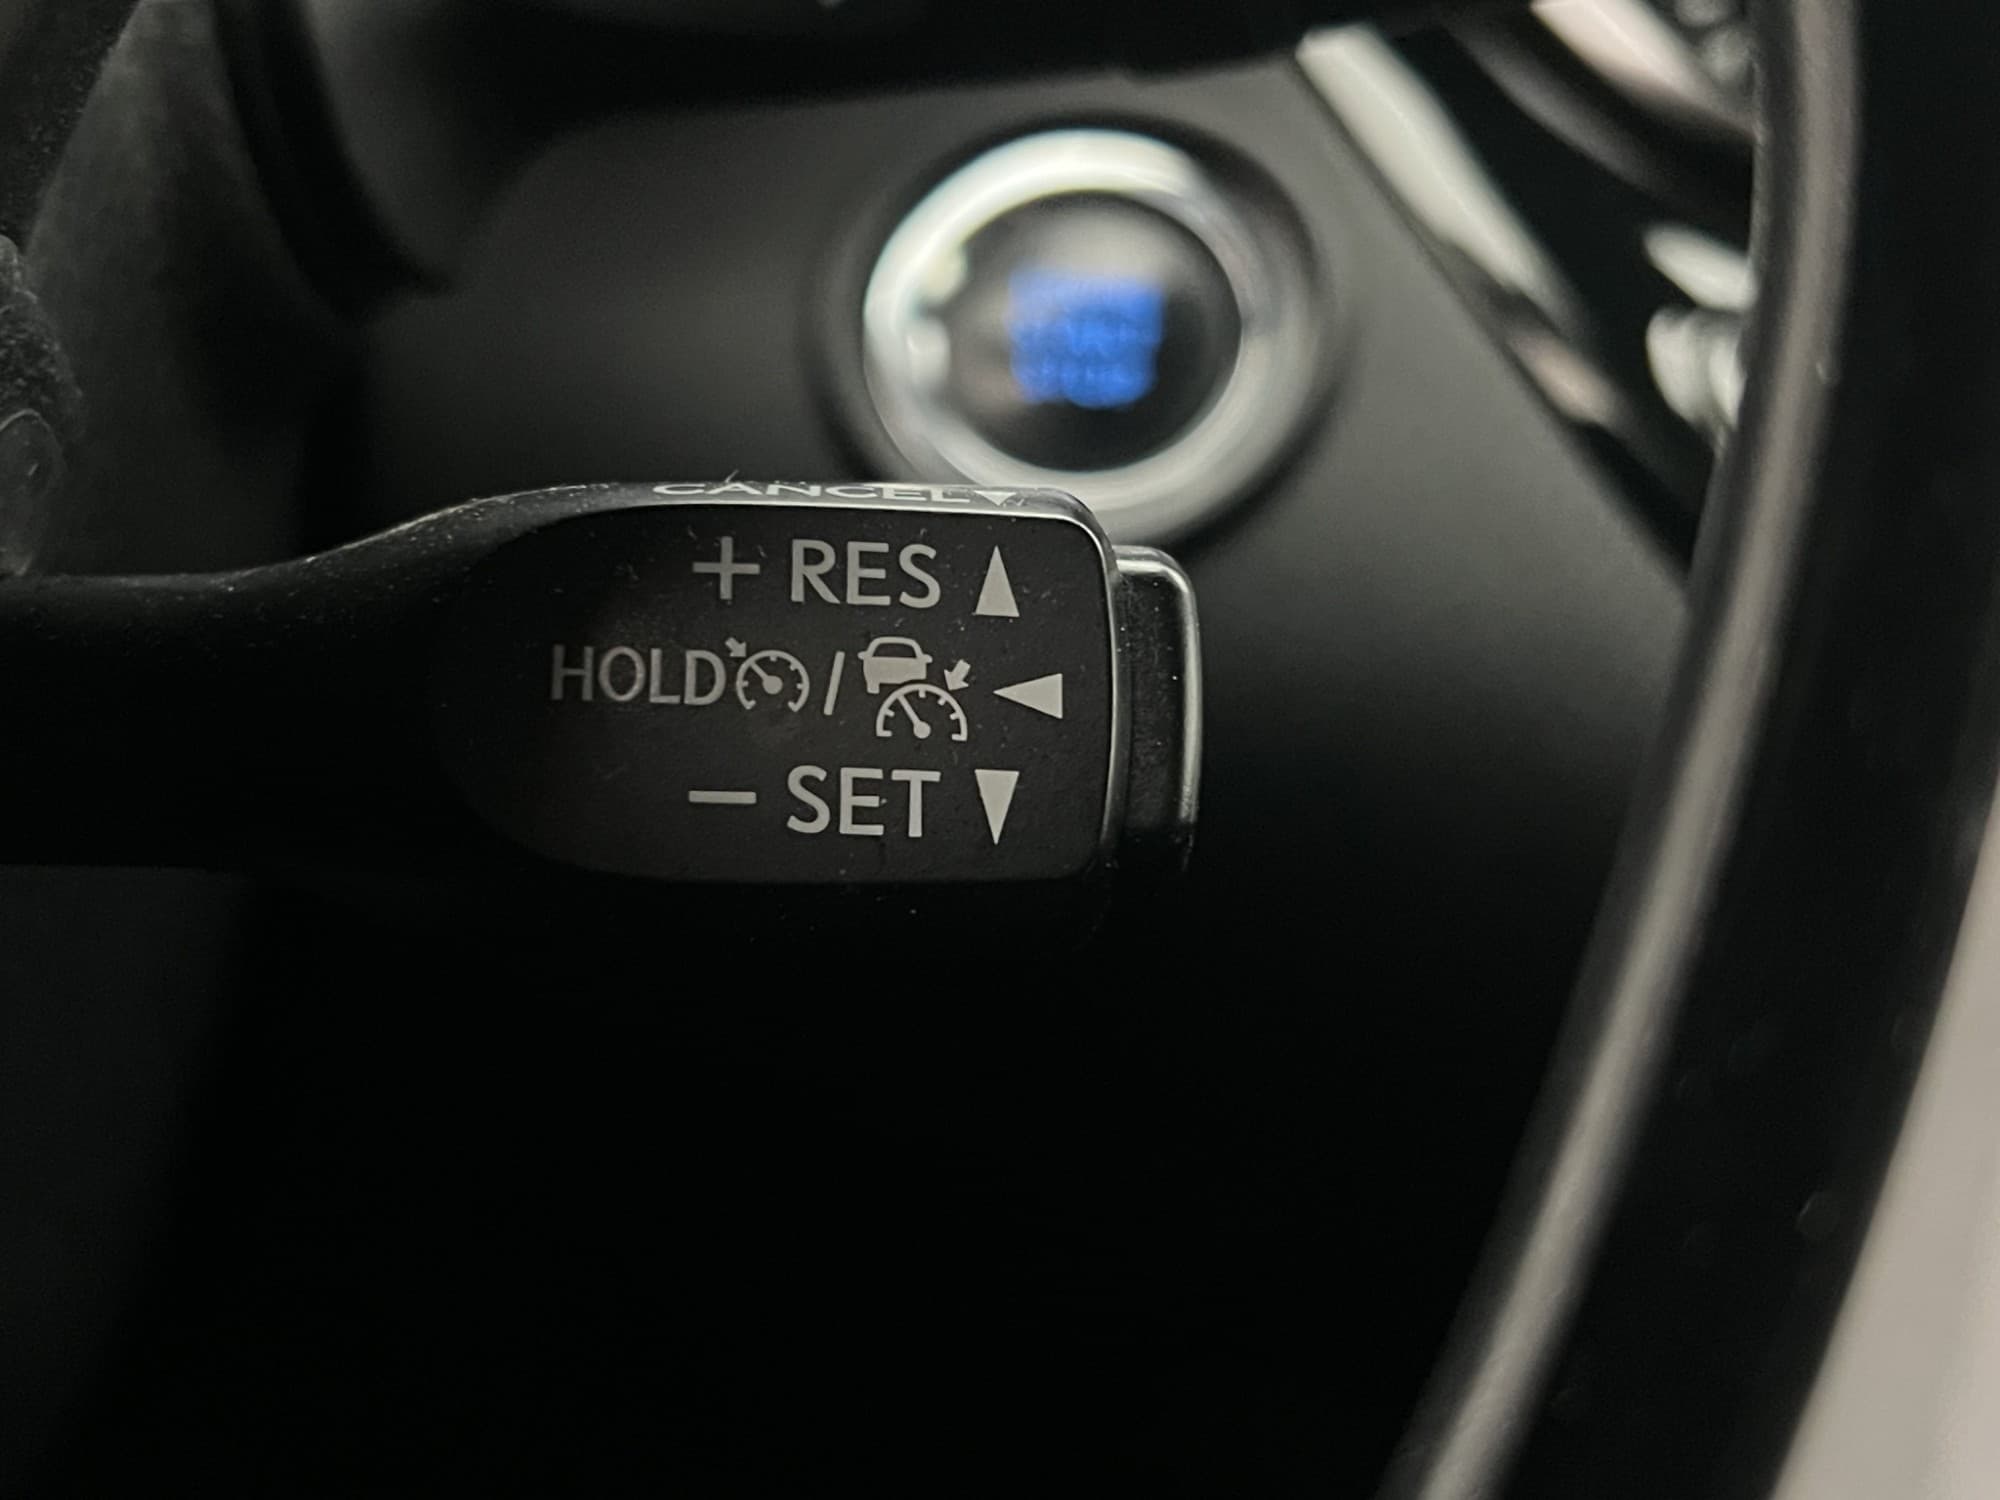 CANCEL
+ RES
HOLD /
- SET